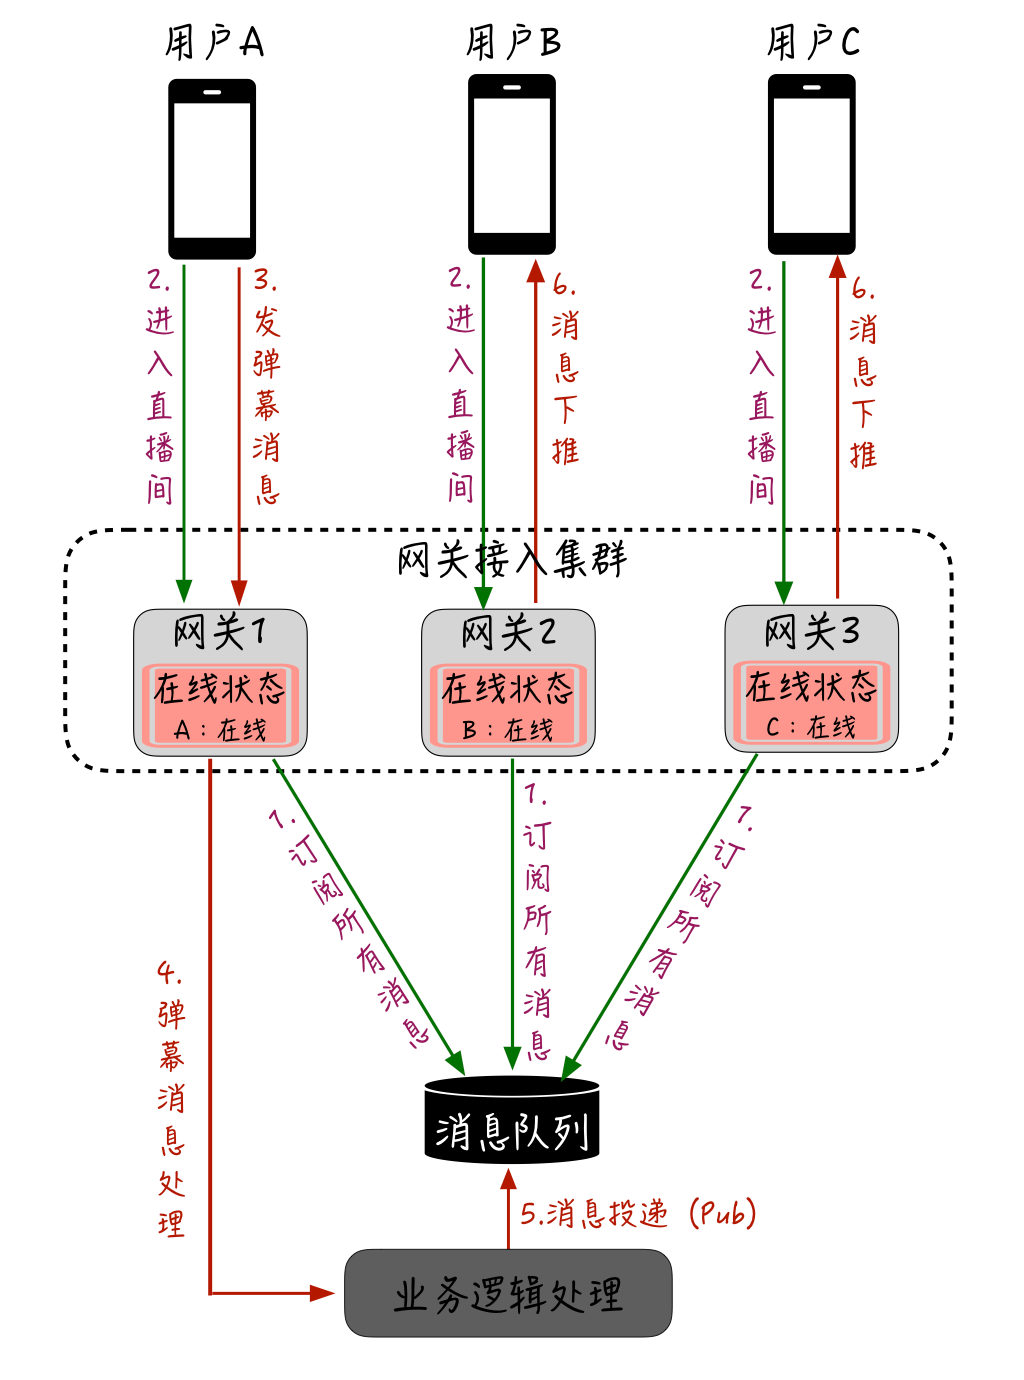 用户A
用户B
用户C
2.进入直播间
3.发弹幕消息
2.进入直播间
6.消息下推
2.进入直播间
6.消息下推
网关接入集群
网关1
在线状态
A：在线
网关2
在线状态
B：在线
网关3
在线状态
C：在线
1.订阅所有消息
1.订阅所有消息
1.订阅所有消息
4.弹幕消息处理
消息队列
5.消息投递（Pub）
业务逻辑处理